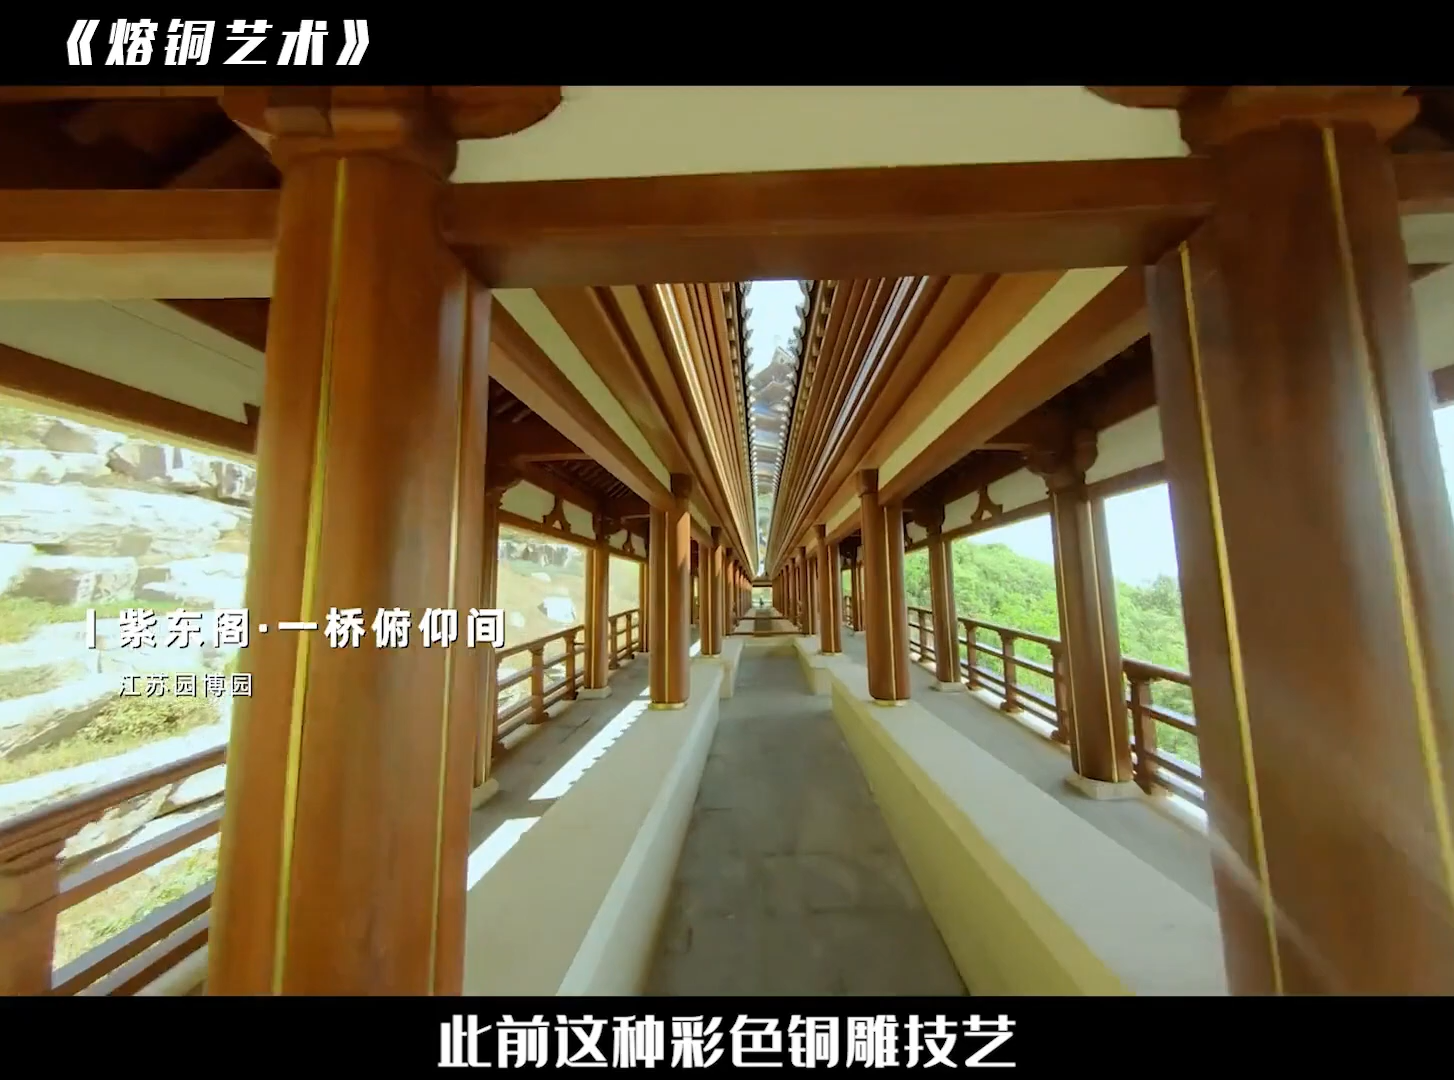 《熔铜艺术》
紫东阁·一桥俯仰间
江苏园博园
此前这种彩色铜雕技艺